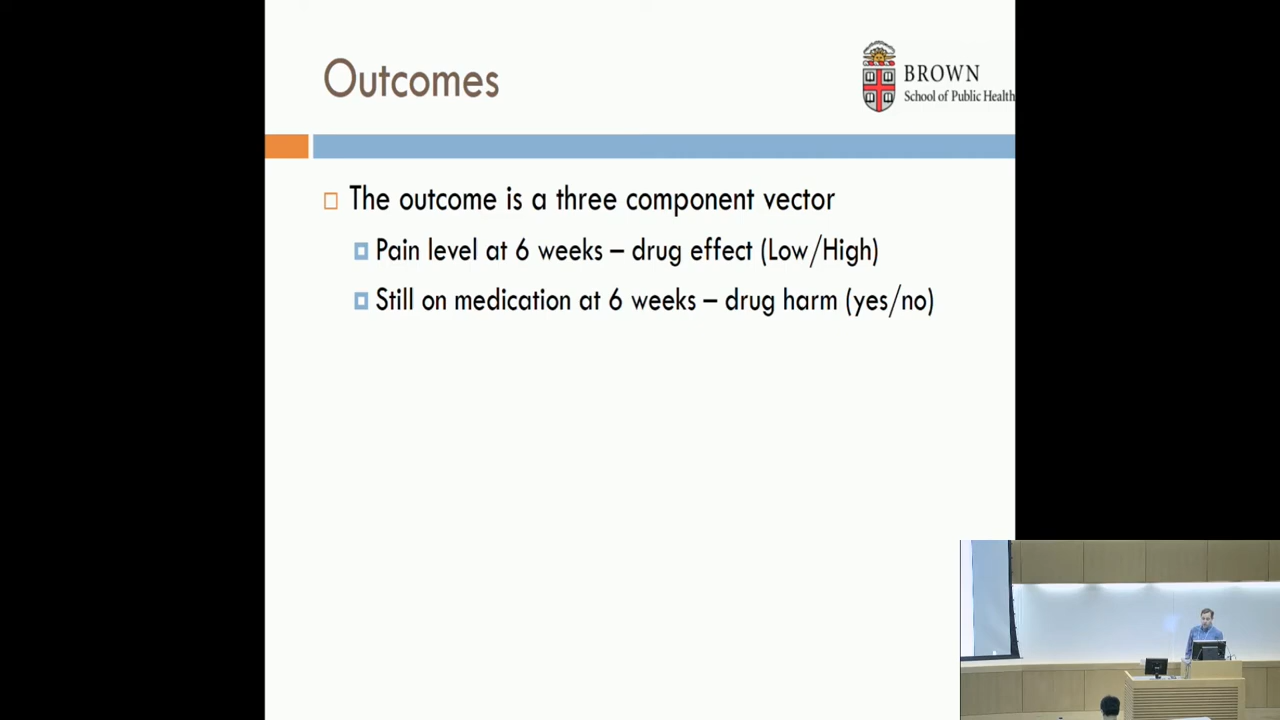 Outcomes
BROWN
School of Public Health
The outcome is a three component vector
Pain level at 6 weeks – drug effect (Low/High)
Still on medication at 6 weeks – drug harm (yes/no)